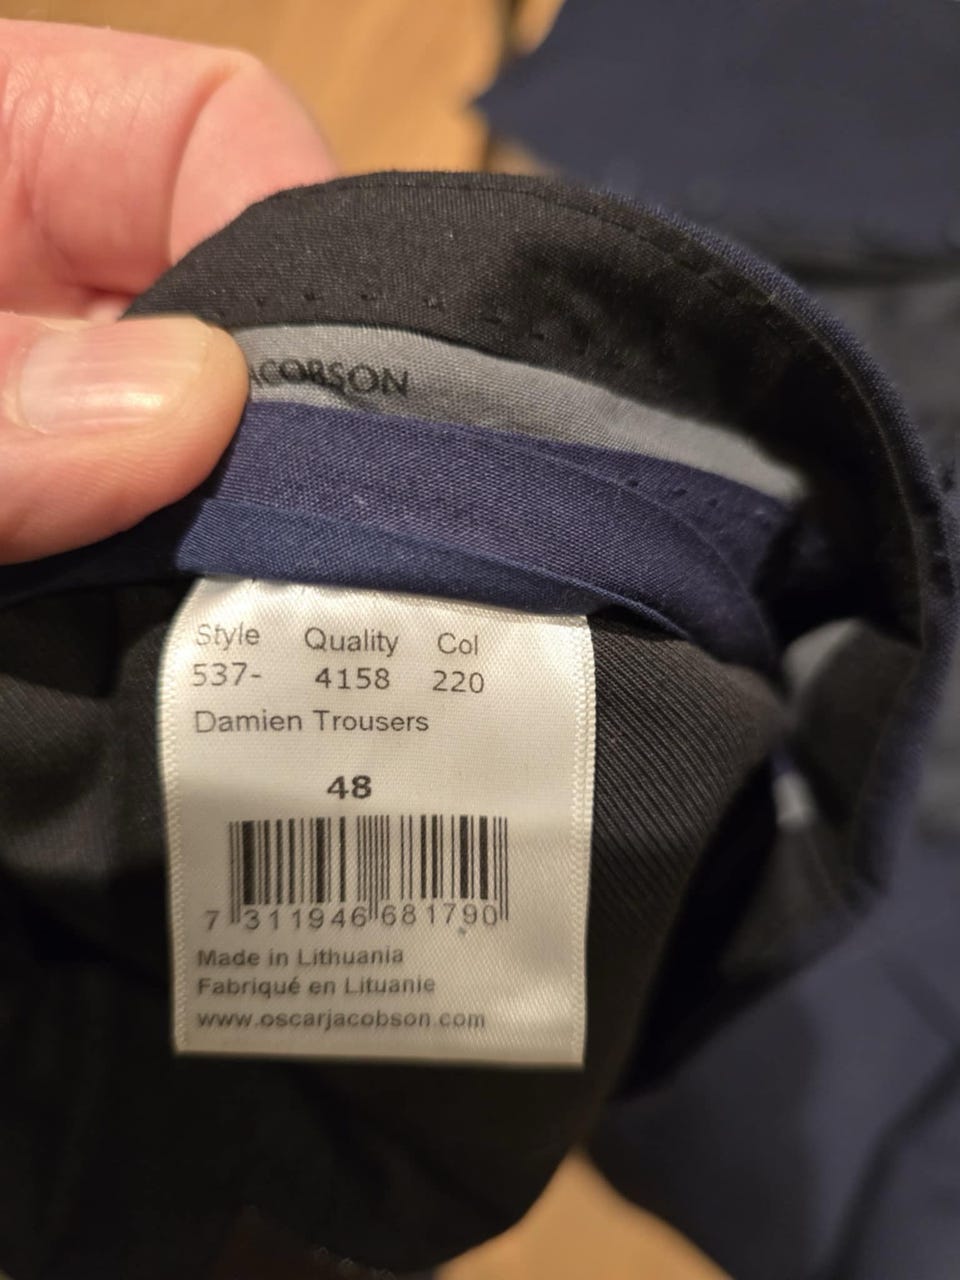 ACOBSON
Style Quality Col
537- 4158 220
Damien Trousers
48
7 311946 681790
Made in Lithuania
Fabriqué en Lituanie
www.oscarjacobson.com